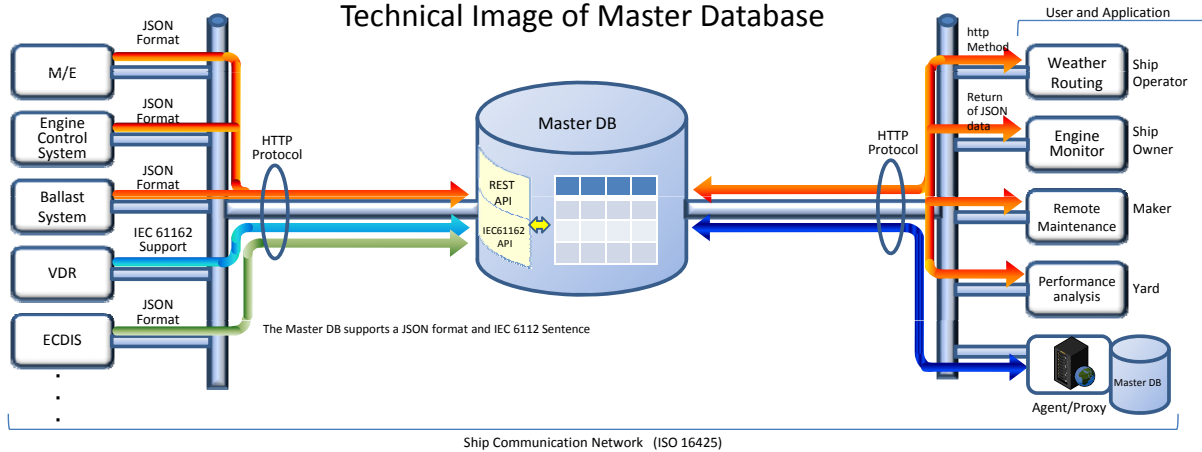 Technical Image of Master Database
JSON
Format
M/E
JSON
Format
Engine
Control
System
JSON
Format
Ballast
System
IEC 61162
Support
VDR
JSON
Format
ECDIS
HTTP
Protocol
Master DB
REST
API
IEC61162
API
The Master DB supports a JSON format and IEC 6112 Sentence
HTTP
Protocol
User and Application
http
Method
Weather
Routing
Ship
Operator
Return
of JSON
data
Engine
Monitor
Ship
Owner
Remote
Maintenance
Maker
Performance
analysis
Yard
Master DB
Agent/Proxy
Ship Communication Network (ISO 16425)